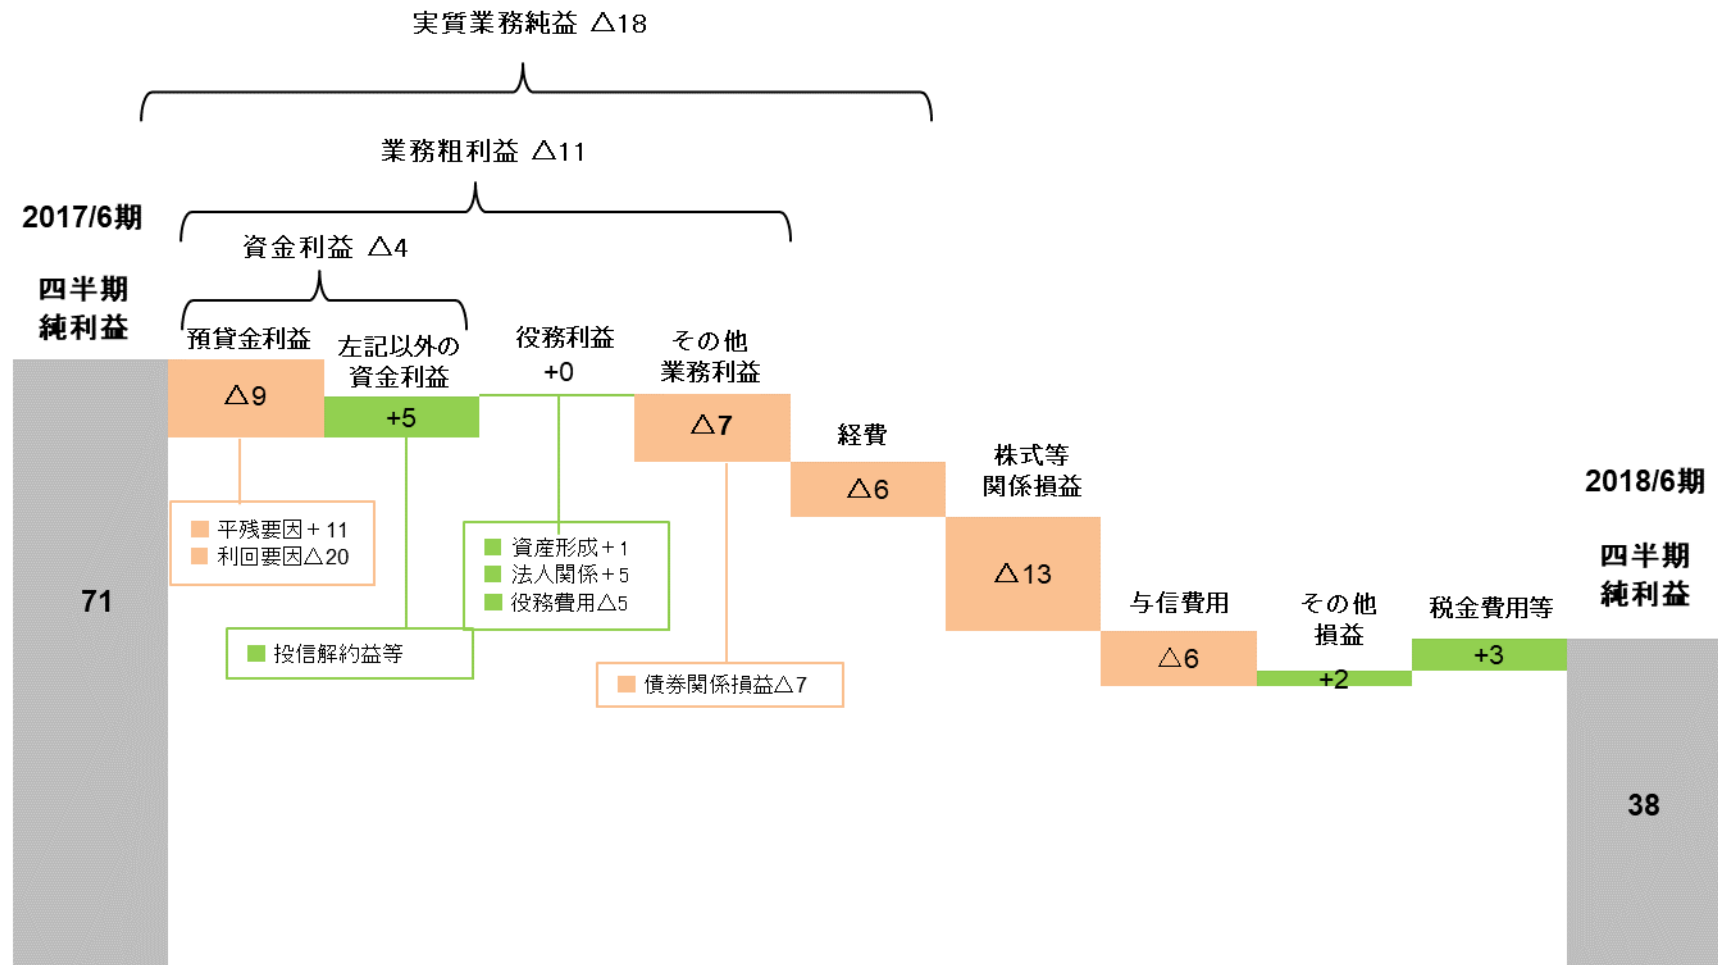 実質業務純益 △18
業務粗利益 △11
2017/6期
四半期
純利益
資金利益 △4
預貸金利益
△9
左記以外の
資金利益
+5
役務利益
+0
その他
業務利益
△7
経費
△6
株式等
関係損益
△13
与信費用
△6
その他
損益
+2
税金費用等
+3
2018/6期
四半期
純利益
71
38
平残要因+11
利回要因△20
投信解約益等
資産形成+1
法人関係+5
役務費用△5
債券関係損益△7